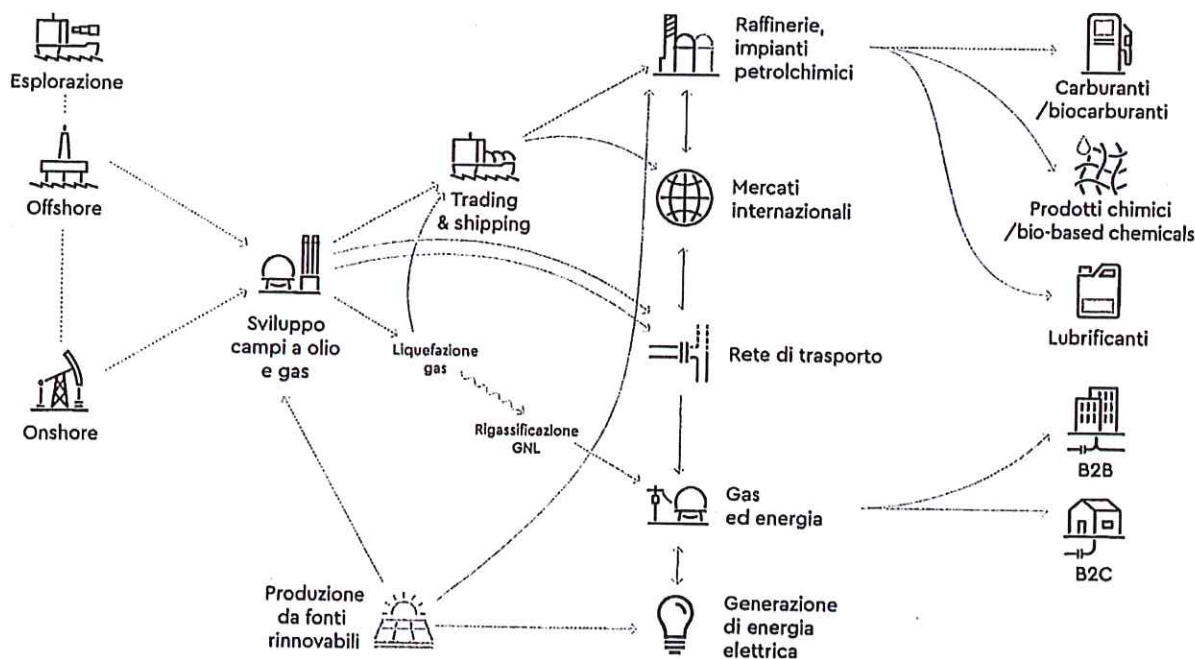 Esplorazione
Offshore
Onshore
Sviluppo
campi a olio
e gas
Trading
& shipping
Liquefazione
gas
Rigassificazione
GNL
Produzione
da fonti
rinnovabili
Raffinerie,
impianti
petrolchimici
Mercati
internazionali
Rete di trasporto
Gas
ed energia
Generazione
di energia
elettrica
Carburanti
/biocarburanti
Prodotti chimici
/bio-based chemicals
Lubrificanti
B2B
B2C